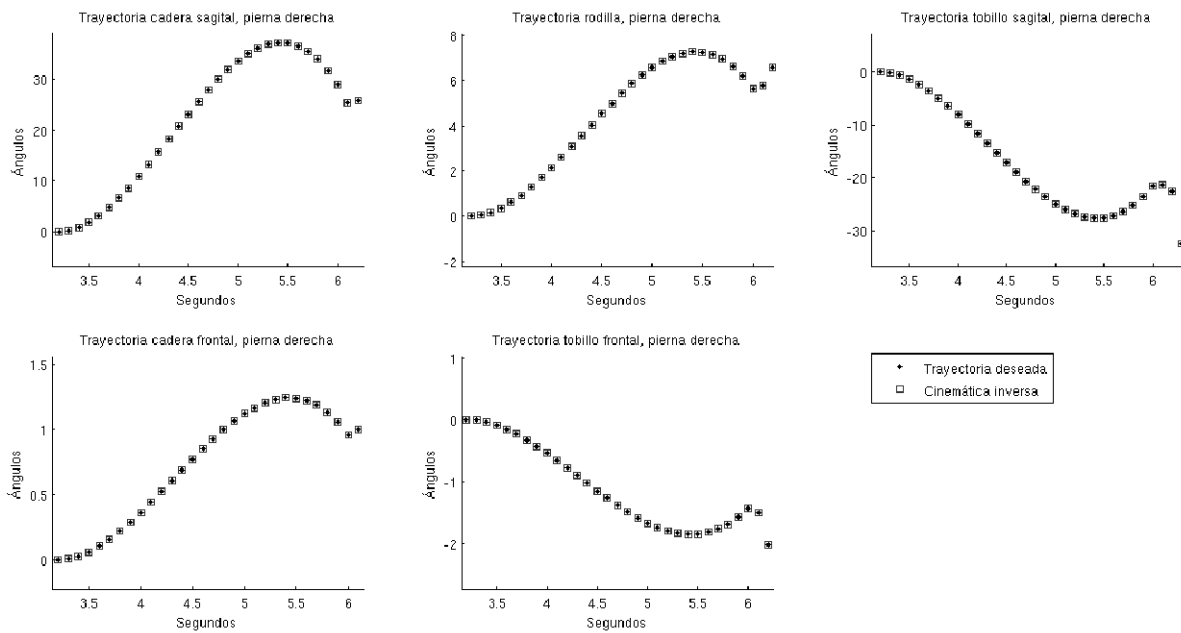 Trayectoria cadera sagital, pierna derecha
30
20
10
0
Ángulos
3.5 4 4.5 5 5.5 6
Segundos
Trayectoria rodilla, pierna derecha
8
6
4
2
0
-2
Ángulos
3.5 4 4.5 5 5.5 6
Segundos
Trayectoria tobillo sagital, pierna derecha
0
-10
-20
-30
Ángulos
3.5 4 4.5 5 5.5 6
Segundos
Trayectoria cadera frontal, pierna derecha
1.5
1
0.5
0
Ángulos
3.5 4 4.5 5 5.5 6
Segundos
Trayectoria tobillo frontal, pierna derecha
1
0
-1
-2
Ángulos
3.5 4 4.5 5 5.5 6
Segundos
Trayectoria deseada
Cinemática inversa